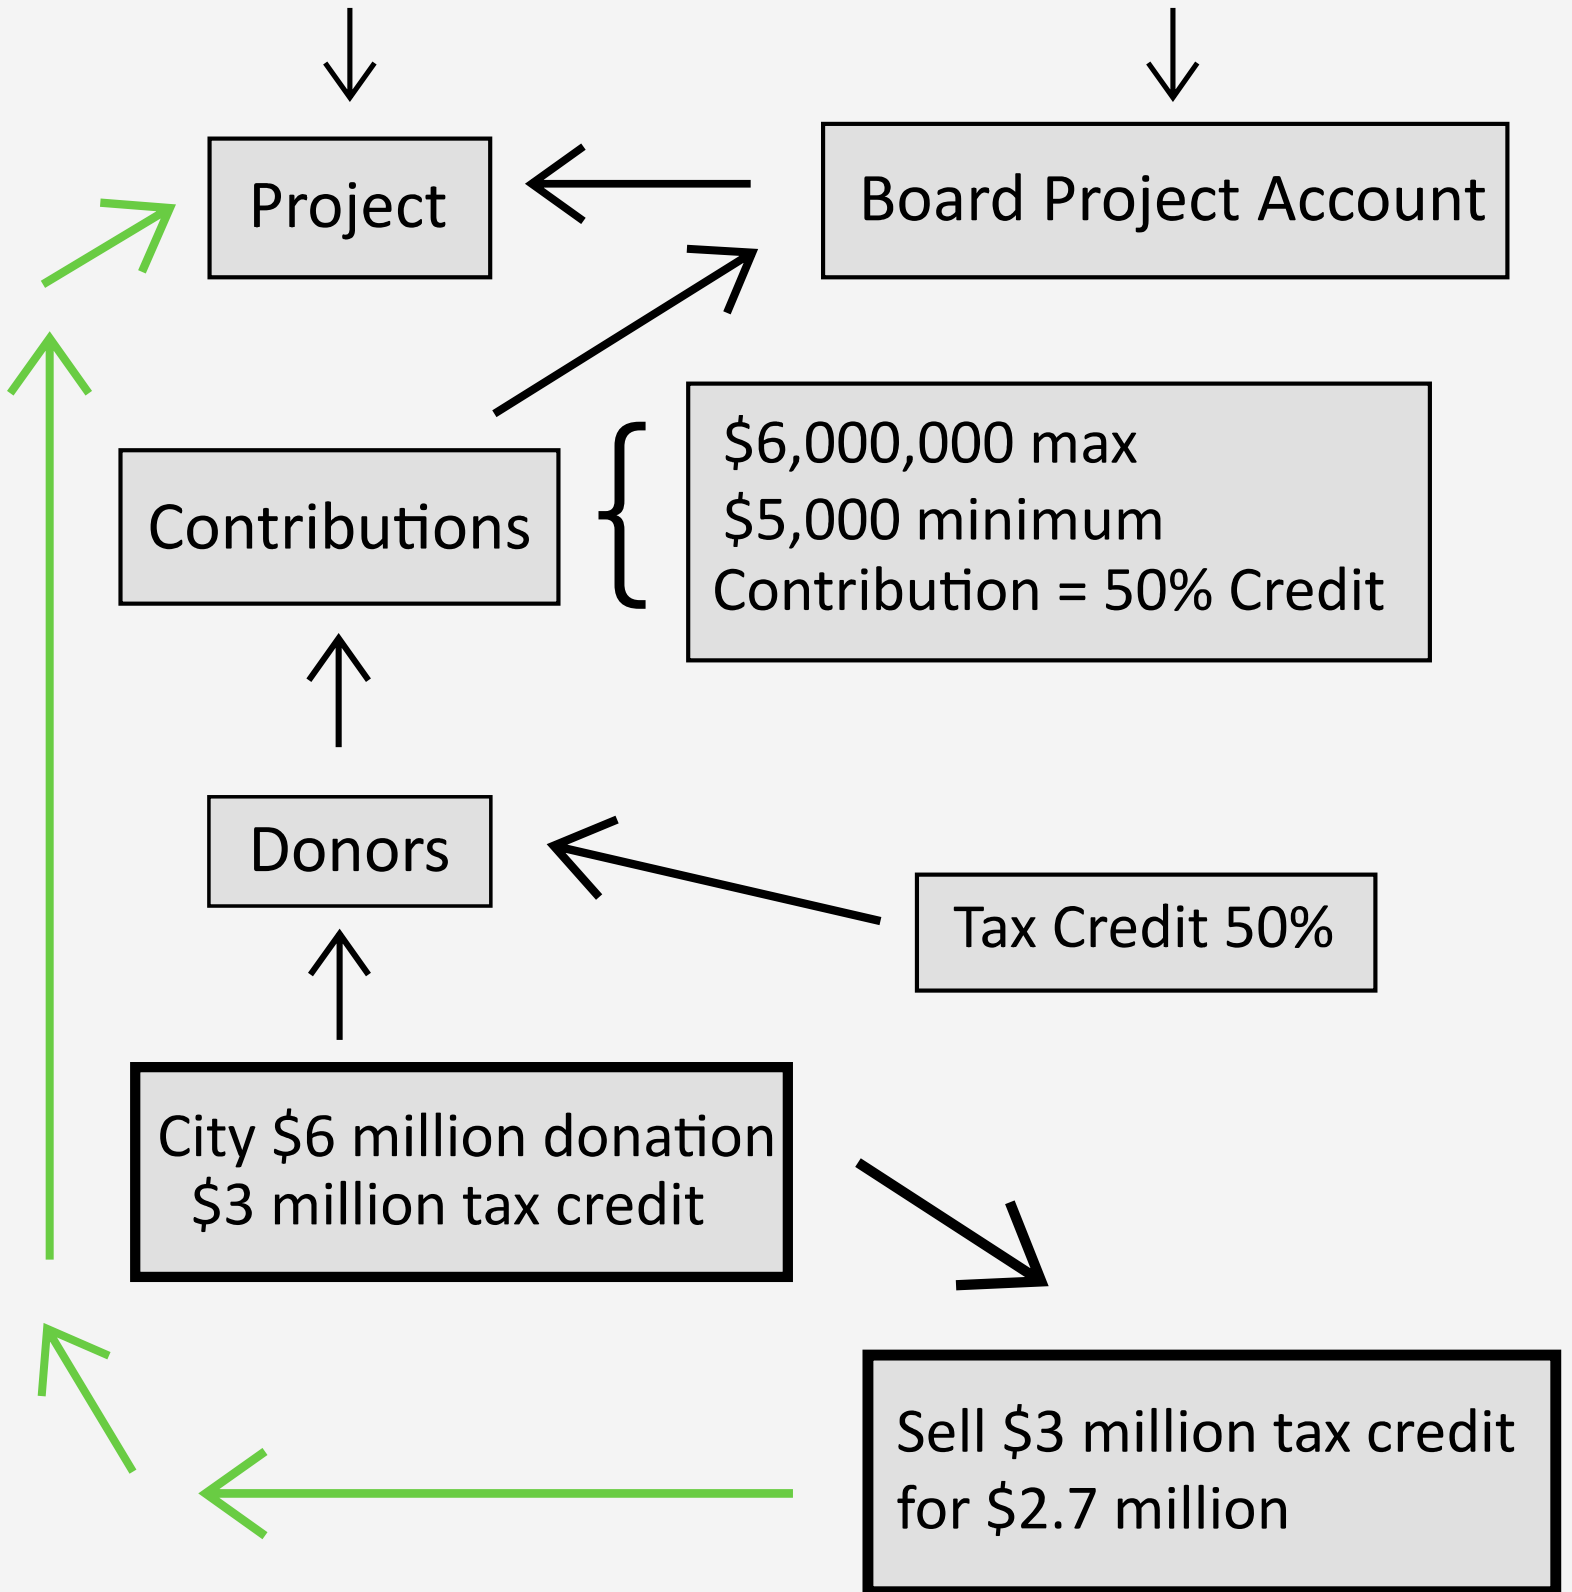 Project
Board Project Account
$6,000,000 max
$5,000 minimum
Contribution = 50% Credit
Contributions
Donors
Tax Credit 50%
City $6 million donation
$3 million tax credit
Sell $3 million tax credit
for $2.7 million